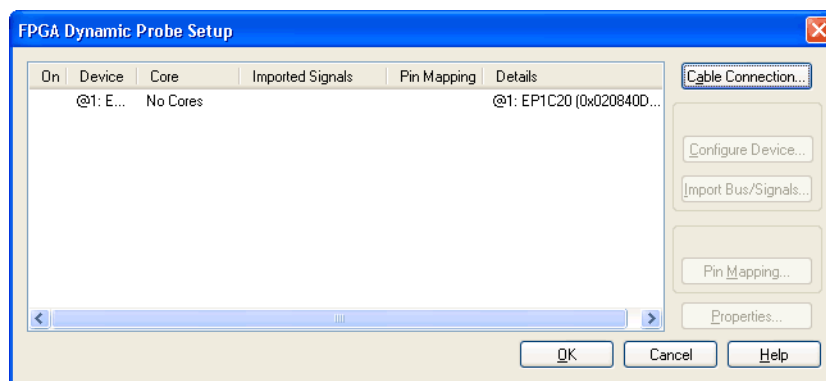 FPGA Dynamic Probe Setup
On Device Core Imported Signals Pin Mapping Details
@1: E... No Cores @1: EP1C20 (0x020840D...
Cable Connection...
Configure Device...
Import Bus/Signals...
Pin Mapping...
Properties...
OK Cancel Help